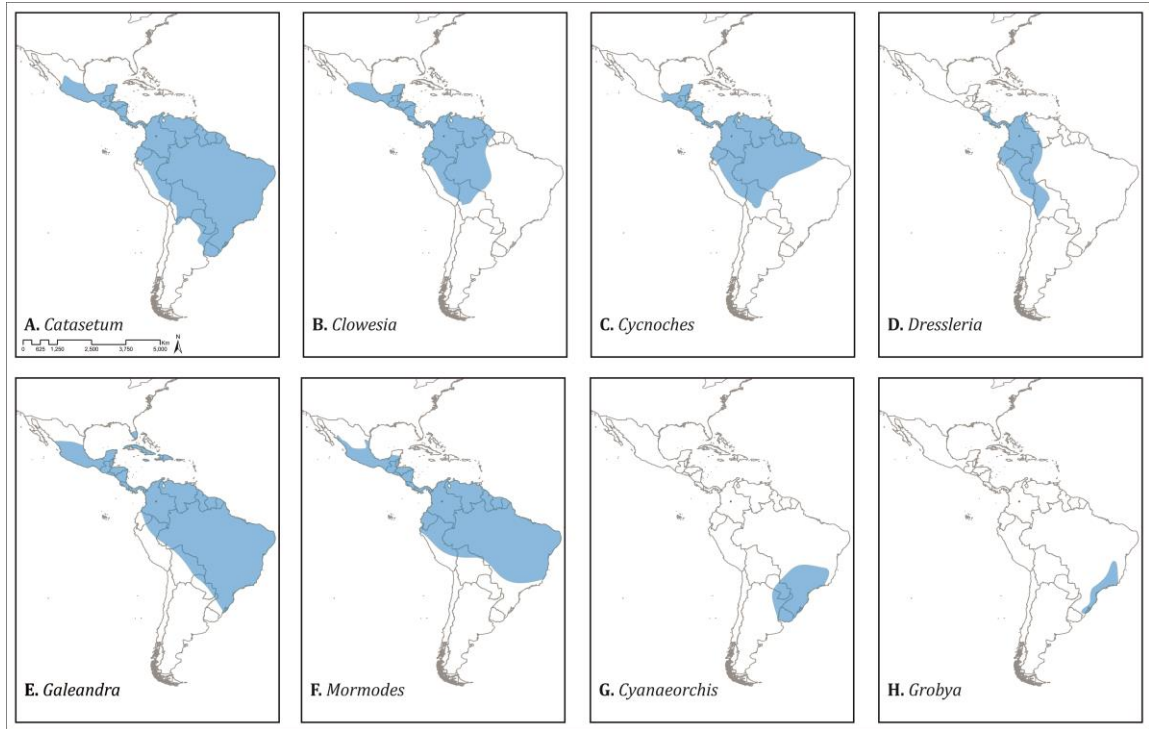 A. Catasetum
B. Clowesia
C. Cycnoches
D. Dressleria
N
Km
0 625 1,250 2,500 3,750 5,000
E. Galeandra
F. Mormodes
G. Cyanaeorchis
H. Grobya